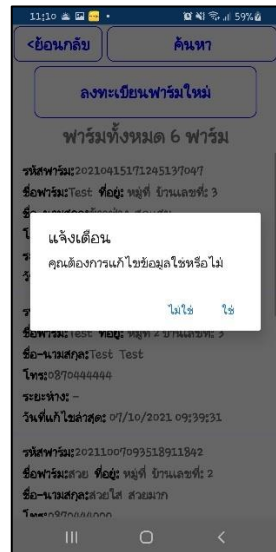 11:10 59%
<ย้อนกลับ
ค้นหา
ลงทะเบียนฟาร์มใหม่
ฟาร์มทั้งหมด 6 ฟาร์ม
รหัสฟาร์ม:20210415171245137047
ชื่อฟาร์ม:Test ที่อยู่: หมู่ที่ บ้านเลขที่: 3
แจ้งเตือน
คุณต้องการแก้ไขข้อมูลใช่หรือไม่
ไม่ใช่ ใช่
ชื่อฟาร์ม:Test ที่อยู่: หมู่ที่ 2 บ้านเลขที่: 3
ชื่อ-นามสกุล:Test Test
โทร:0870444444
ระยะห่าง: -
วันที่แก้ไขล่าสุด: 07/10/2021 09:39:31
รหัสฟาร์ม:20211007093518911842
ชื่อฟาร์ม:สวย ที่อยู่: หมู่ที่ บ้านเลขที่: 2
ชื่อ-นามสกุล:สวยใส สวยมาก